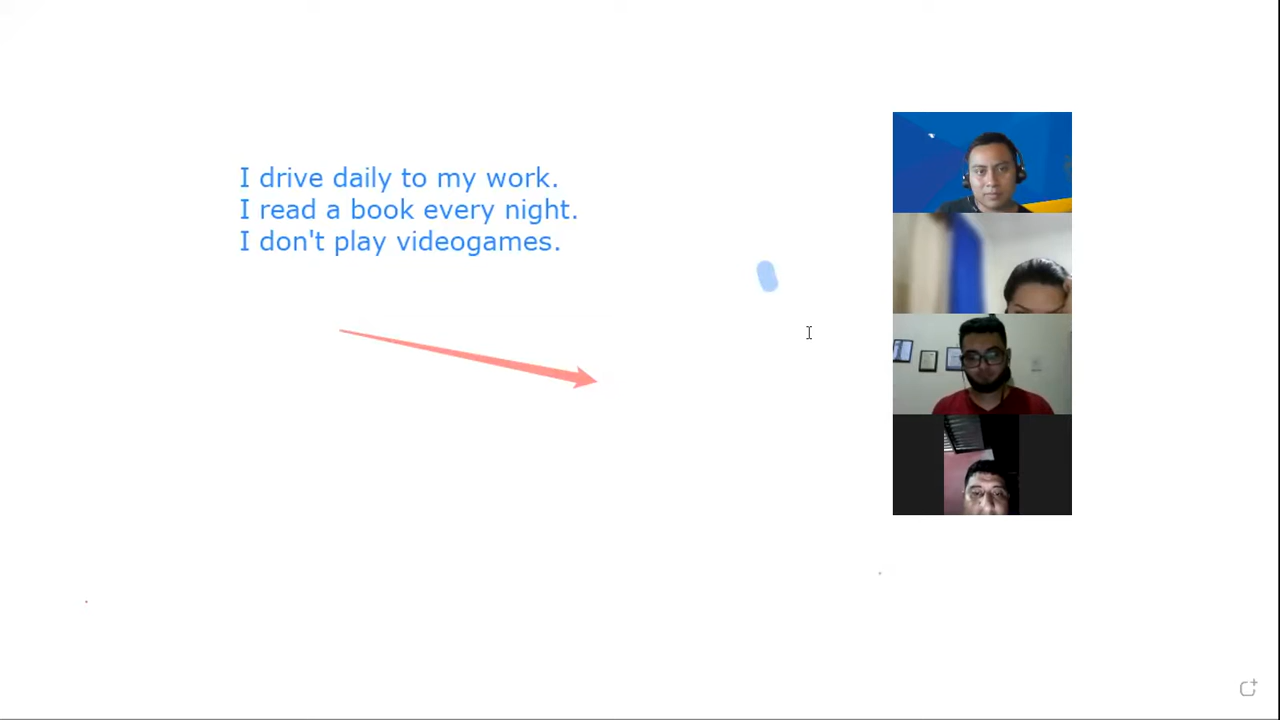 I drive daily to my work.
I read a book every night.
I don't play videogames.